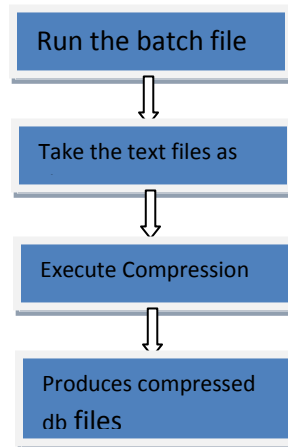 Run the batch file
Take the text files as
Execute Compression
Produces compressed
db files